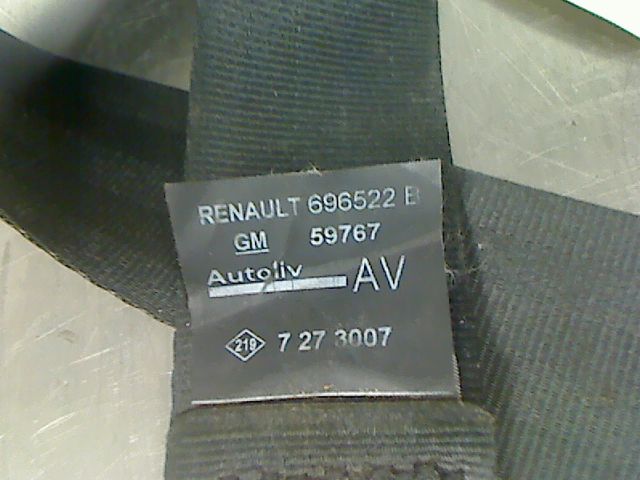 RENAULT 696522 B
GM 59767
Autoliv AV
219 7 27 3007